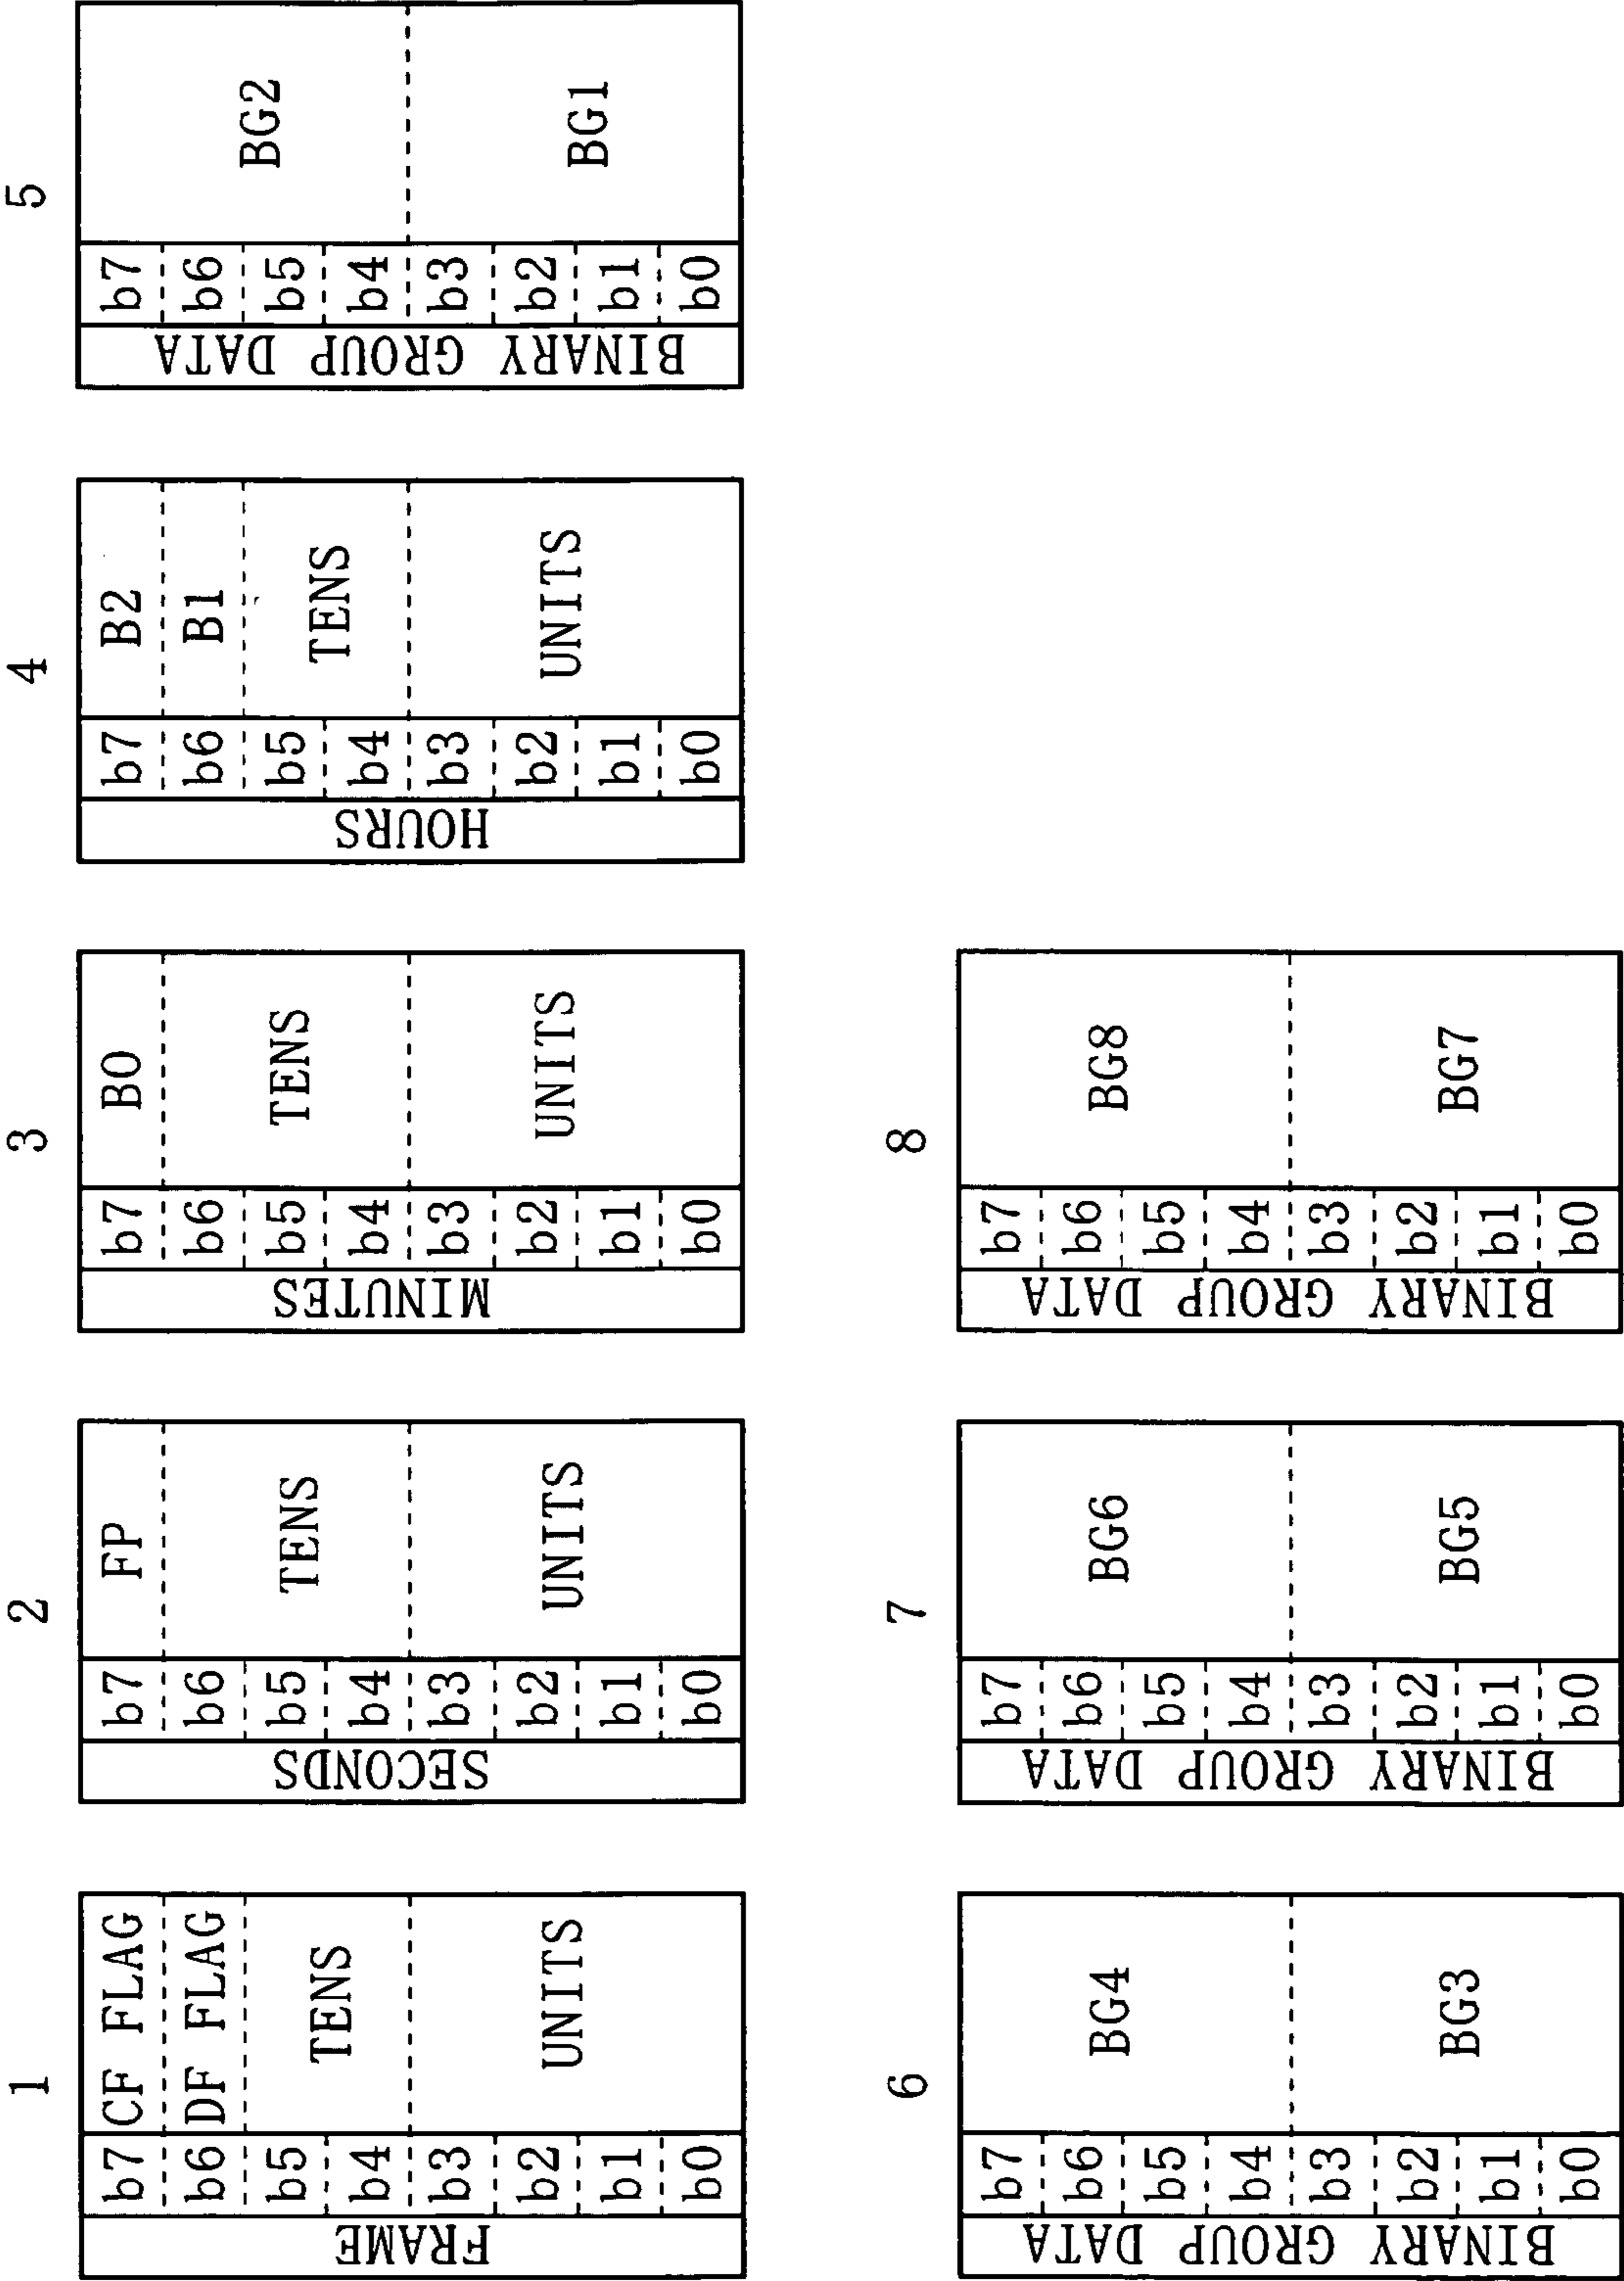 1
FRAME
b7 CF FLAG
b6 DF FLAG
b5
b4
TENS
b3
b2
b1
b0
UNITS
2
SECONDS
b7 FP
b6
b5
b4
TENS
b3
b2
b1
b0
UNITS
3
MINUTES
b7 B0
b6
b5
b4
TENS
b3
b2
b1
b0
UNITS
4
HOURS
b7 B2
b6 B1
b5
b4
TENS
b3
b2
b1
b0
UNITS
5
BINARY GROUP DATA
b7
b6
b5
b4
BG2
b3
b2
b1
b0
BG1
6
BINARY GROUP DATA
b7
b6
b5
b4
BG4
b3
b2
b1
b0
BG3
7
BINARY GROUP DATA
b7
b6
b5
b4
BG6
b3
b2
b1
b0
BG5
8
BINARY GROUP DATA
b7
b6
b5
b4
BG8
b3
b2
b1
b0
BG7